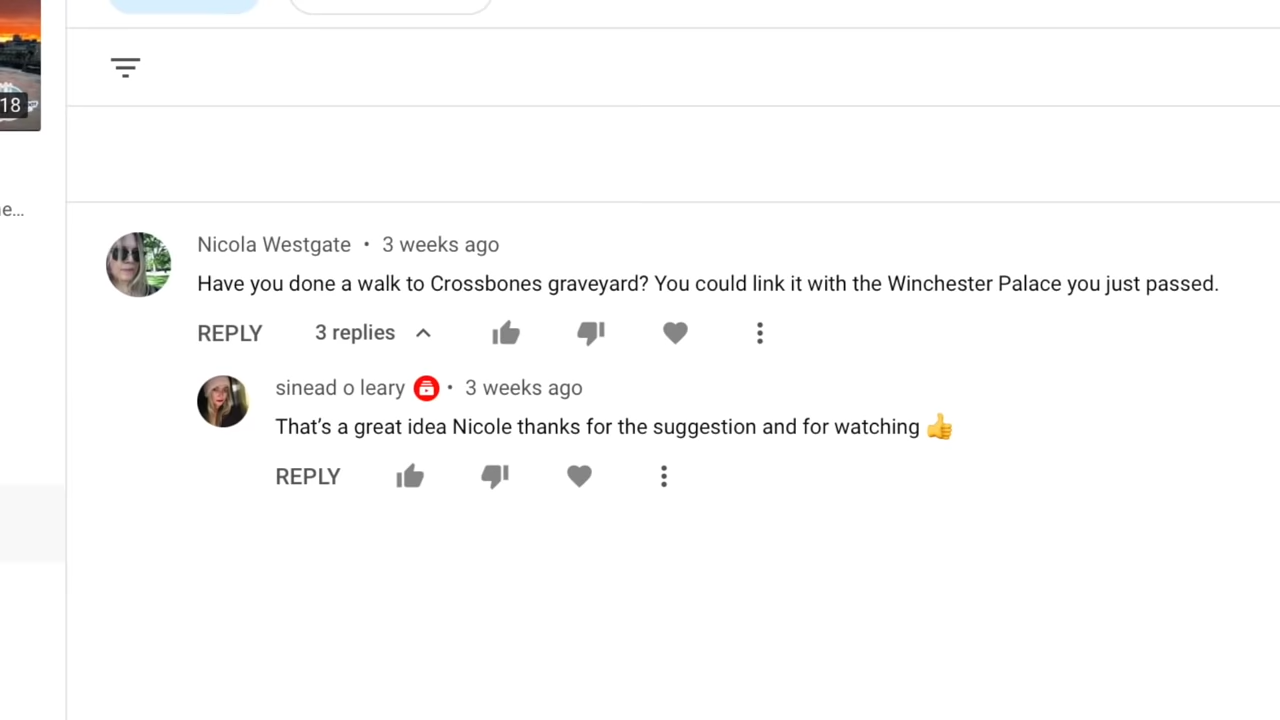 18
e...
Nicola Westgate • 3 weeks ago
Have you done a walk to Crossbones graveyard? You could link it with the Winchester Palace you just passed.
REPLY 3 replies
sinead o leary • 3 weeks ago
That’s a great idea Nicole thanks for the suggestion and for watching 👍
REPLY